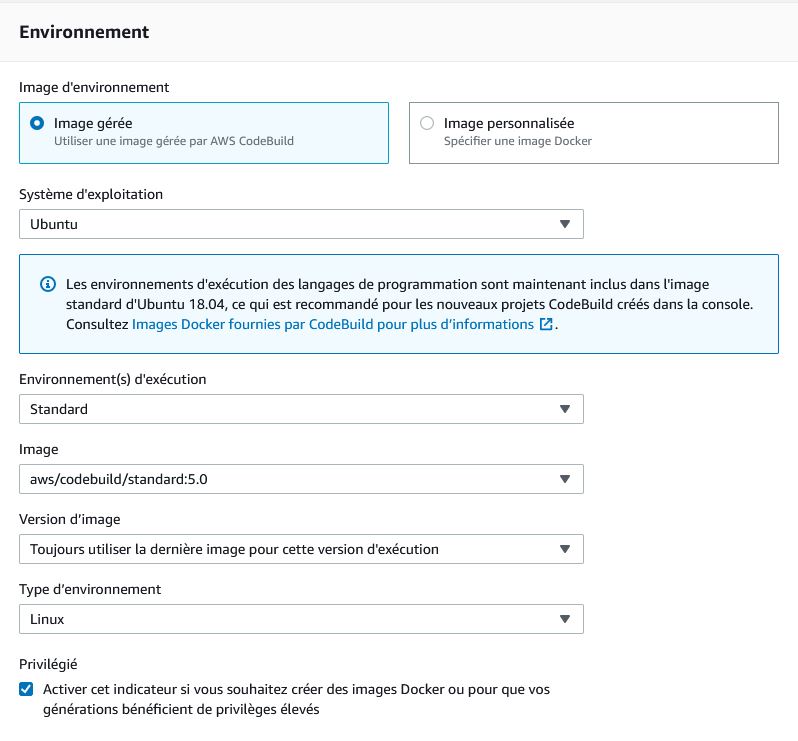 Environnement
Image d'environnement
Image gérée
Utiliser une image gérée par AWS CodeBuild
Image personnalisée
Spécifier une image Docker
Système d'exploitation
Ubuntu
Les environnements d'exécution des langages de programmation sont maintenant inclus dans l'image
standard d'Ubuntu 18.04, ce qui est recommandé pour les nouveaux projets CodeBuild créés dans la console.
Consultez Images Docker fournies par CodeBuild pour plus d’informations.
Environnement(s) d'exécution
Standard
Image
aws/codebuild/standard:5.0
Version d’image
Toujours utiliser la dernière image pour cette version d'exécution
Type d’environnement
Linux
Privilégié
Activer cet indicateur si vous souhaitez créer des images Docker ou pour que vos
générations bénéficient de privilèges élevés